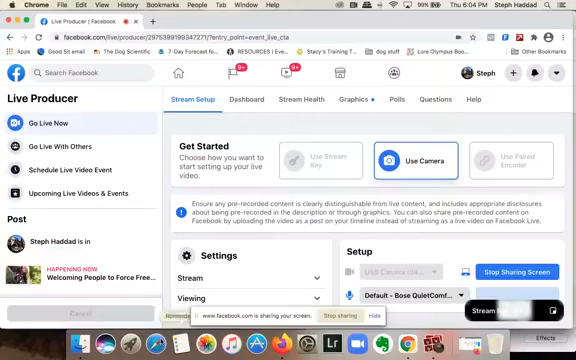 Chrome File Edit View History Bookmarks People Tab Window Help
99% Thu 6:04 PM Steph Haddad
Live Producer | Facebook
facebook.com/live/producer/2975399199347271/?entry_point=event_live_cta
Apps Good Sit email The Dog Scientific 7-Day Forecast fo... RESOURCES | Env... Stacy's Training T... dog stuff Lore Olympus Boo... Other Bookmarks
Search Facebook
9+
9+
Steph
Live Producer
Stream Setup Dashboard Stream Health Graphics Polls Questions Help
Go Live Now
Go Live With Others
Schedule Live Video Event
Upcoming Live Videos & Events
Post
Steph Haddad is in
HAPPENING NOW
Welcoming People to Force Free...
Cancel
Get Started
Choose how you want to start setting up your live video.
Use Stream Key
Use Camera
Use Paired Encoder
Ensure any pre-recorded content is clearly distinguishable from live content, and includes appropriate disclosures
about being pre-recorded in the description or through graphics. You can also share pre-recorded content on
Facebook by uploading the video as a post on your timeline instead of streaming as a live video on Facebook Live.
Settings
Stream
Viewing
Setup
Stop Sharing Screen
Default - Bose QuietComf...
Stream
www.facebook.com is sharing your screen.
Stop sharing
Hide
Effects